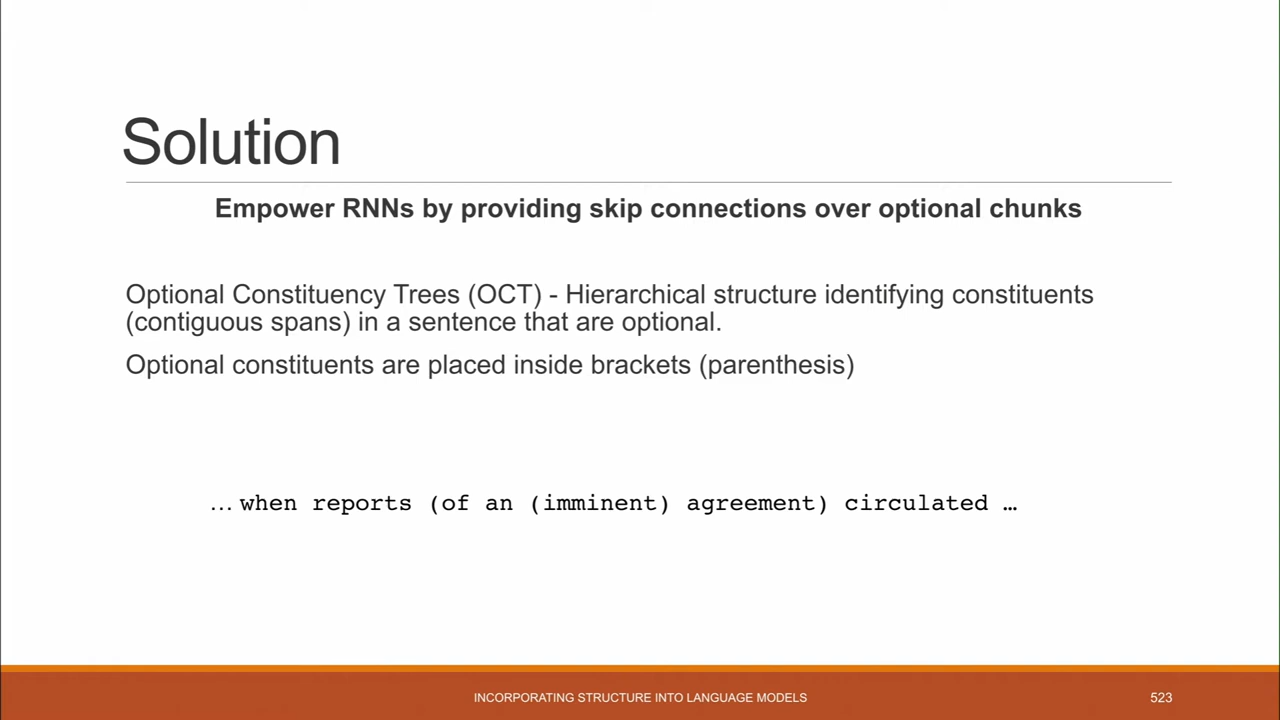 Solution
Empower RNNs by providing skip connections over optional chunks
Optional Constituency Trees (OCT) - Hierarchical structure identifying constituents
(contiguous spans) in a sentence that are optional.
Optional constituents are placed inside brackets (parenthesis)
… when reports (of an (imminent) agreement) circulated …
INCORPORATING STRUCTURE INTO LANGUAGE MODELS
523